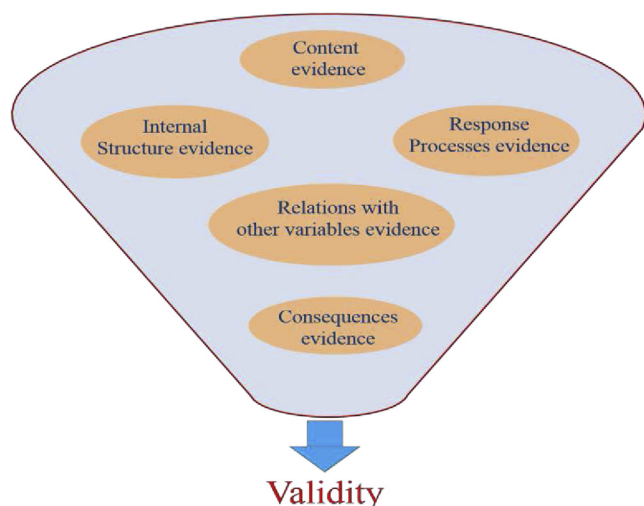 Content
evidence
Internal
Structure evidence
Response
Processes evidence
Relations with
other variables evidence
Consequences
evidence
Validity